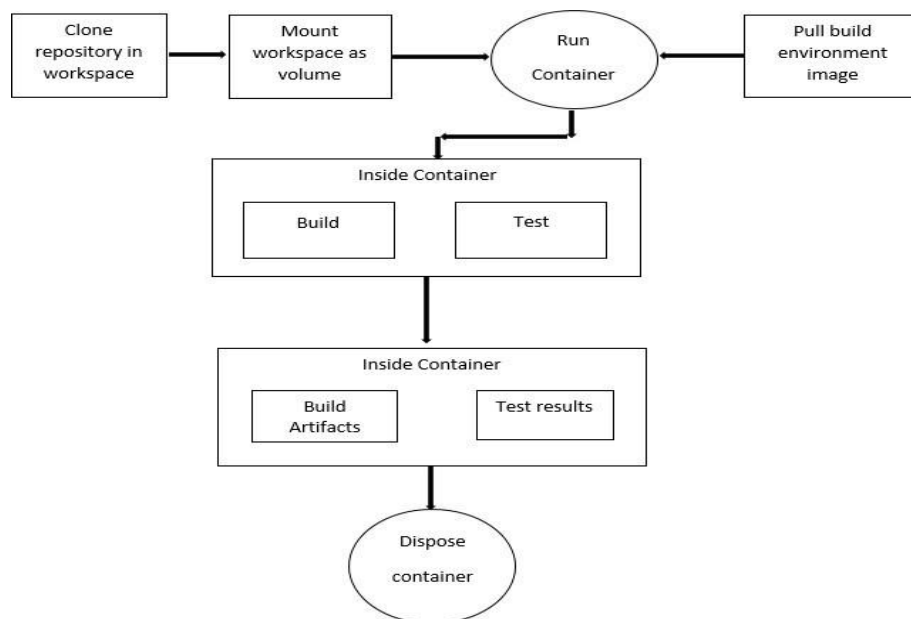 Clone
repository in
workspace
Mount
workspace as
volume
Run
Container
Pull build
environment
image
Inside Container
Build
Test
Inside Container
Build
Artifacts
Test results
Dispose
container